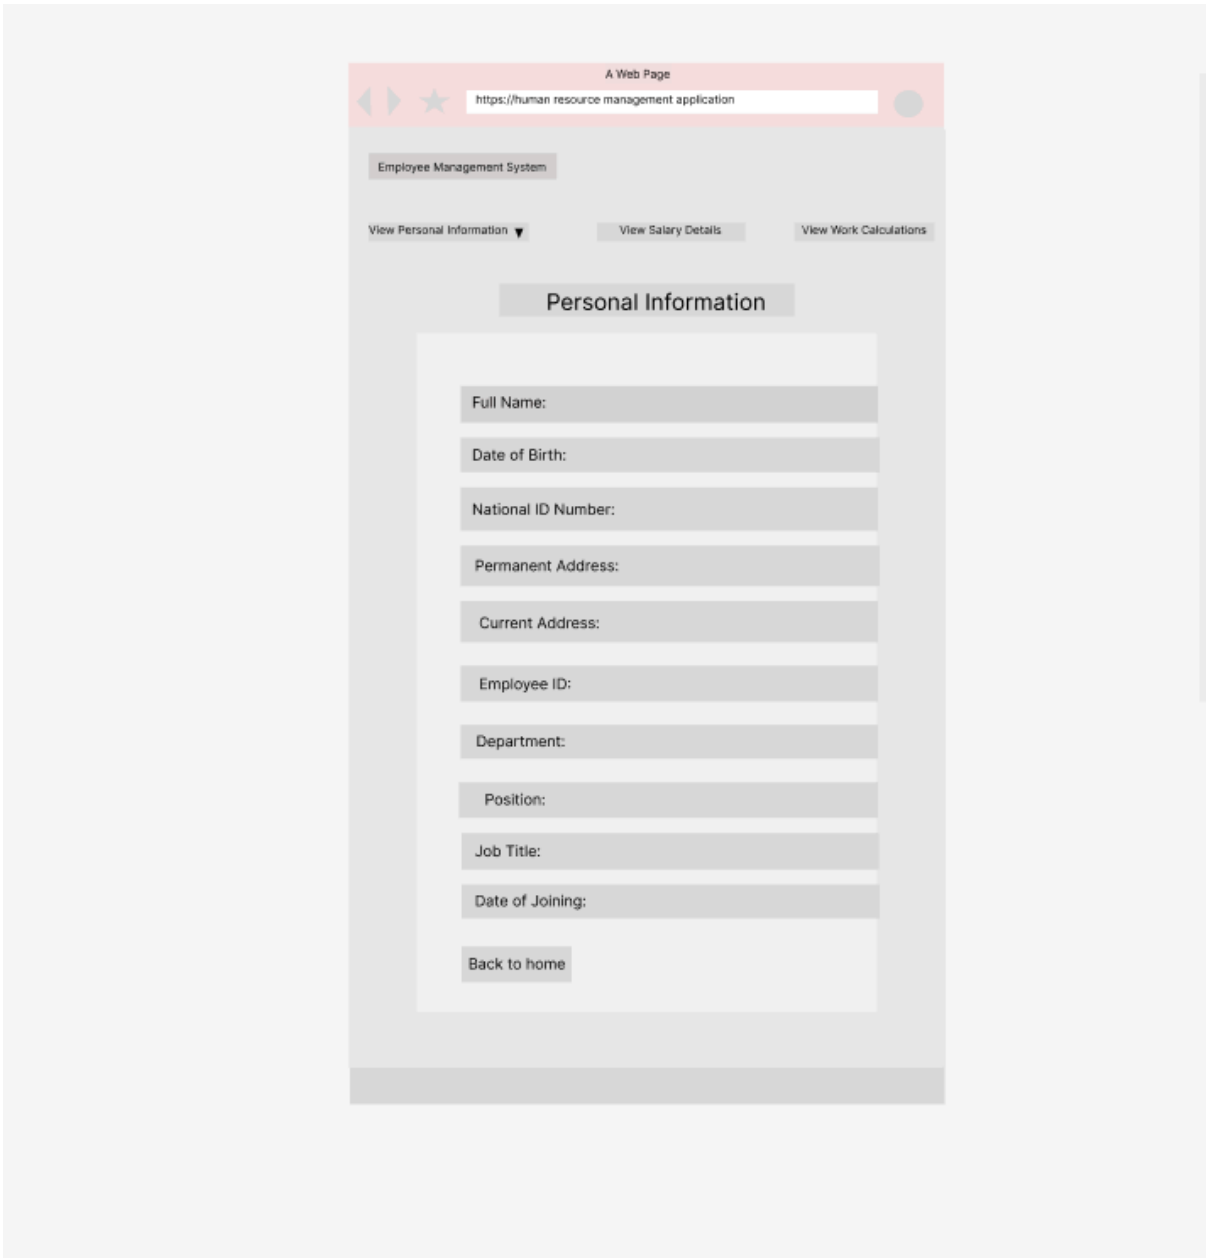 A Web Page
https://human resource management application
Employee Management System
View Personal Information
View Salary Details
View Work Calculations
Personal Information
Full Name:
Date of Birth:
National ID Number:
Permanent Address:
Current Address:
Employee ID:
Department:
Position:
Job Title:
Date of Joining:
Back to home